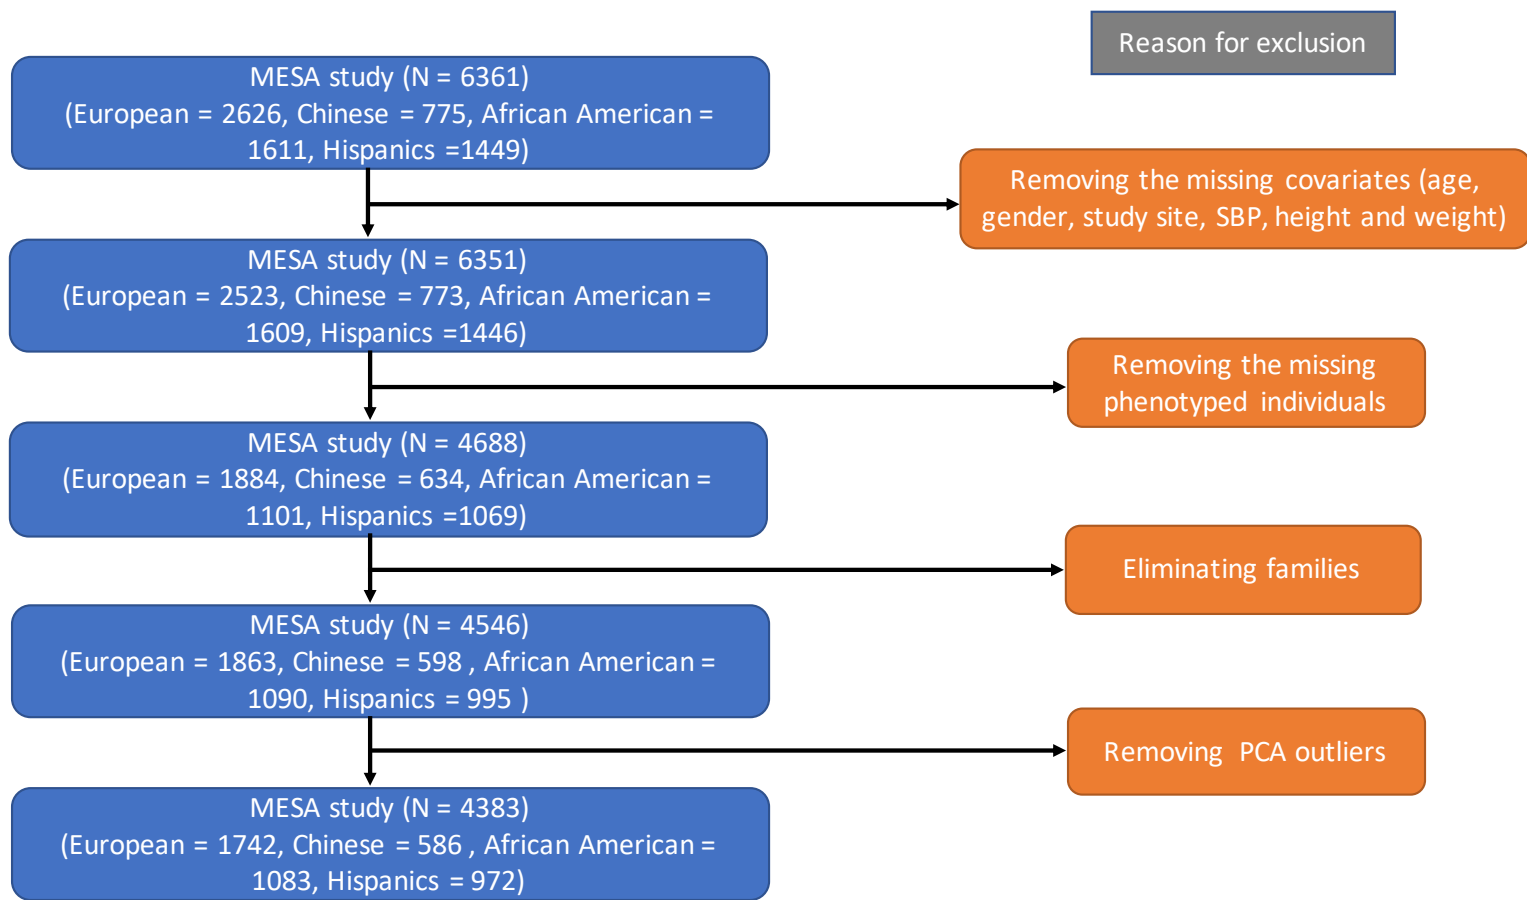 Reason for exclusion
MESA study (N = 6361)
(European = 2626, Chinese = 775, African American =
1611, Hispanics =1449)
Removing the missing covariates (age,
gender, study site, SBP, height and weight)
MESA study (N = 6351)
(European = 2523, Chinese = 773, African American =
1609, Hispanics =1446)
Removing the missing
phenotyped individuals
MESA study (N = 4688)
(European = 1884, Chinese = 634, African American =
1101, Hispanics =1069)
Eliminating families
MESA study (N = 4546)
(European = 1863, Chinese = 598 , African American =
1090, Hispanics = 995 )
Removing PCA outliers
MESA study (N = 4383)
(European = 1742, Chinese = 586 , African American =
1083, Hispanics = 972)